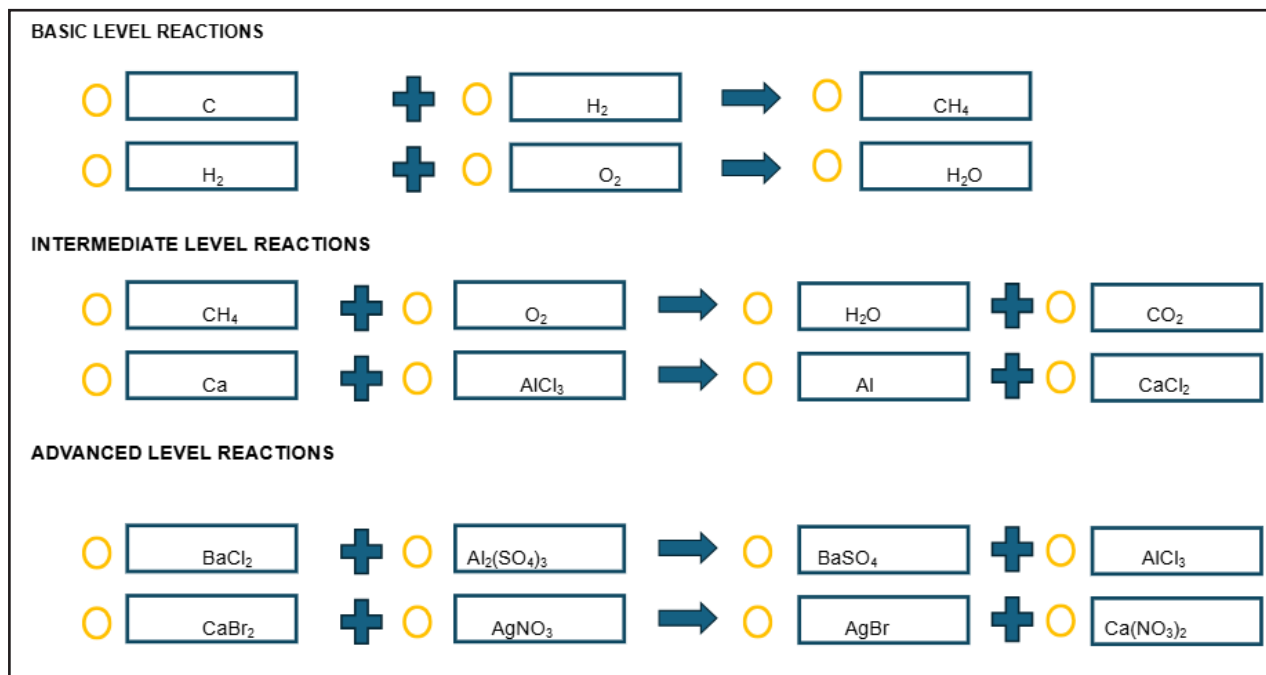 BASIC LEVEL REACTIONS
C H₂ CH₄
H₂ O₂ H₂O
INTERMEDIATE LEVEL REACTIONS
CH₄ O₂ H₂O CO₂
Ca AlCl₃ Al CaCl₂
ADVANCED LEVEL REACTIONS
BaCl₂ Al₂(SO₄)₃ BaSO₄ AlCl₃
CaBr₂ AgNO₃ AgBr Ca(NO₃)₂